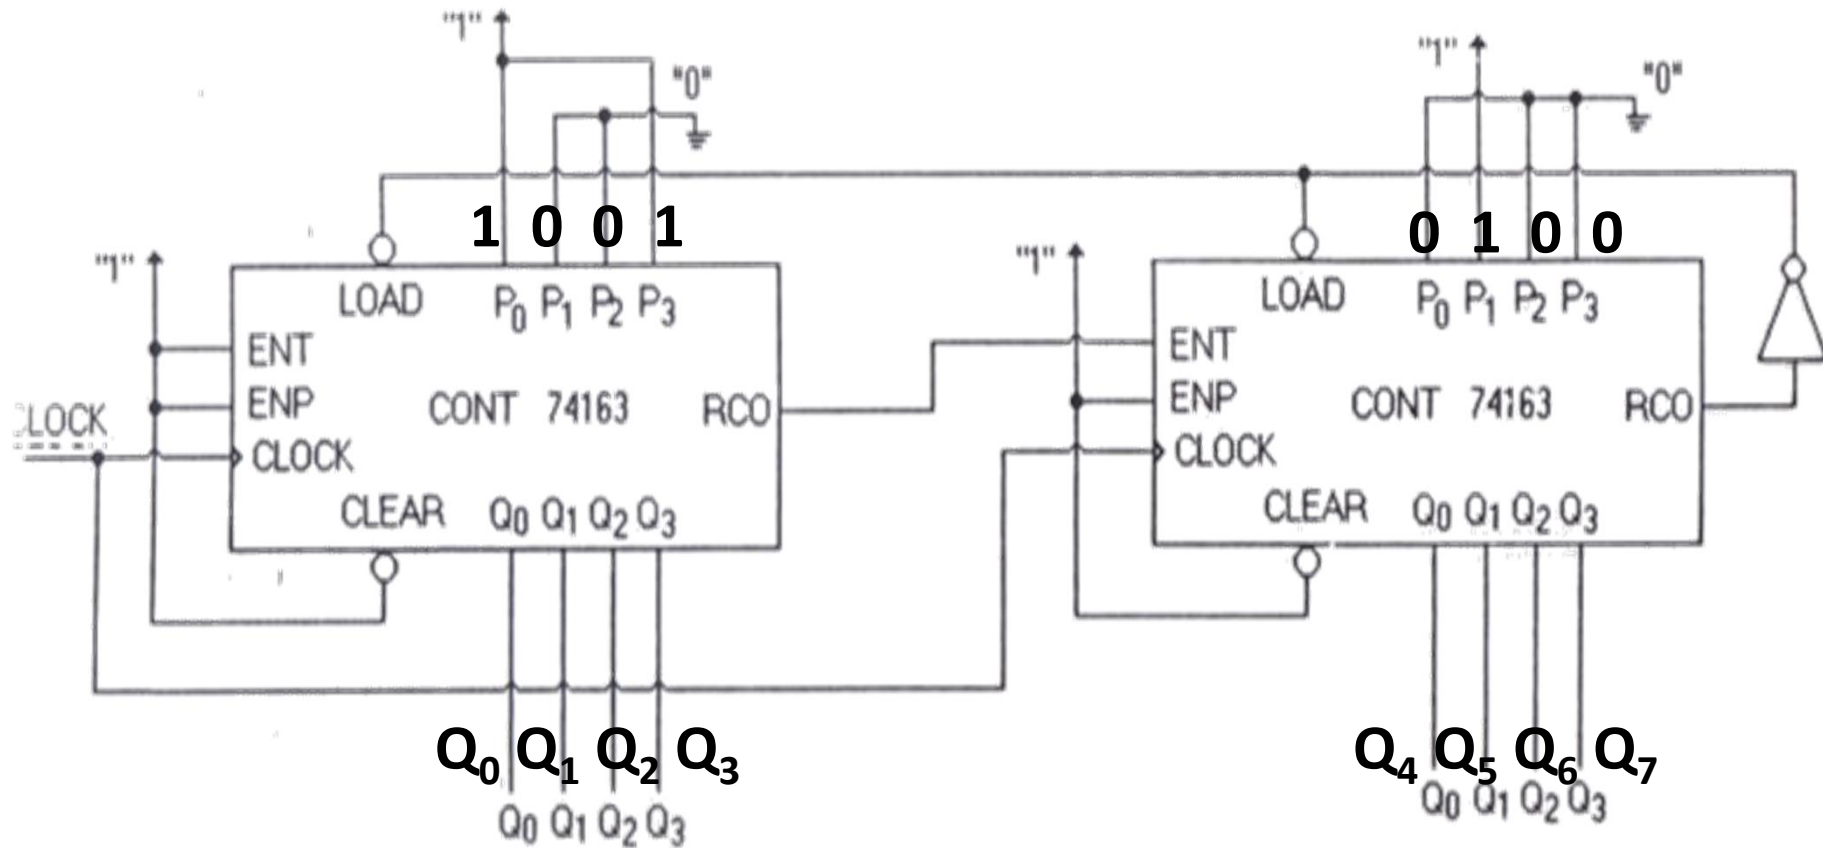 "1"
"0"
1 0 0 1
"1"
LOAD P0 P1 P2 P3
ENT
ENP
CONT 74163
RCO
CLOCK
CLOCK
CLEAR Q0 Q1 Q2 Q3
Q0 Q1 Q2 Q3
Q0 Q1 Q2 Q3
"1"
"0"
0 1 0 0
"1"
LOAD P0 P1 P2 P3
ENT
ENP
CONT 74163
RCO
CLOCK
CLEAR Q0 Q1 Q2 Q3
Q4 Q5 Q6 Q7
Q0 Q1 Q2 Q3